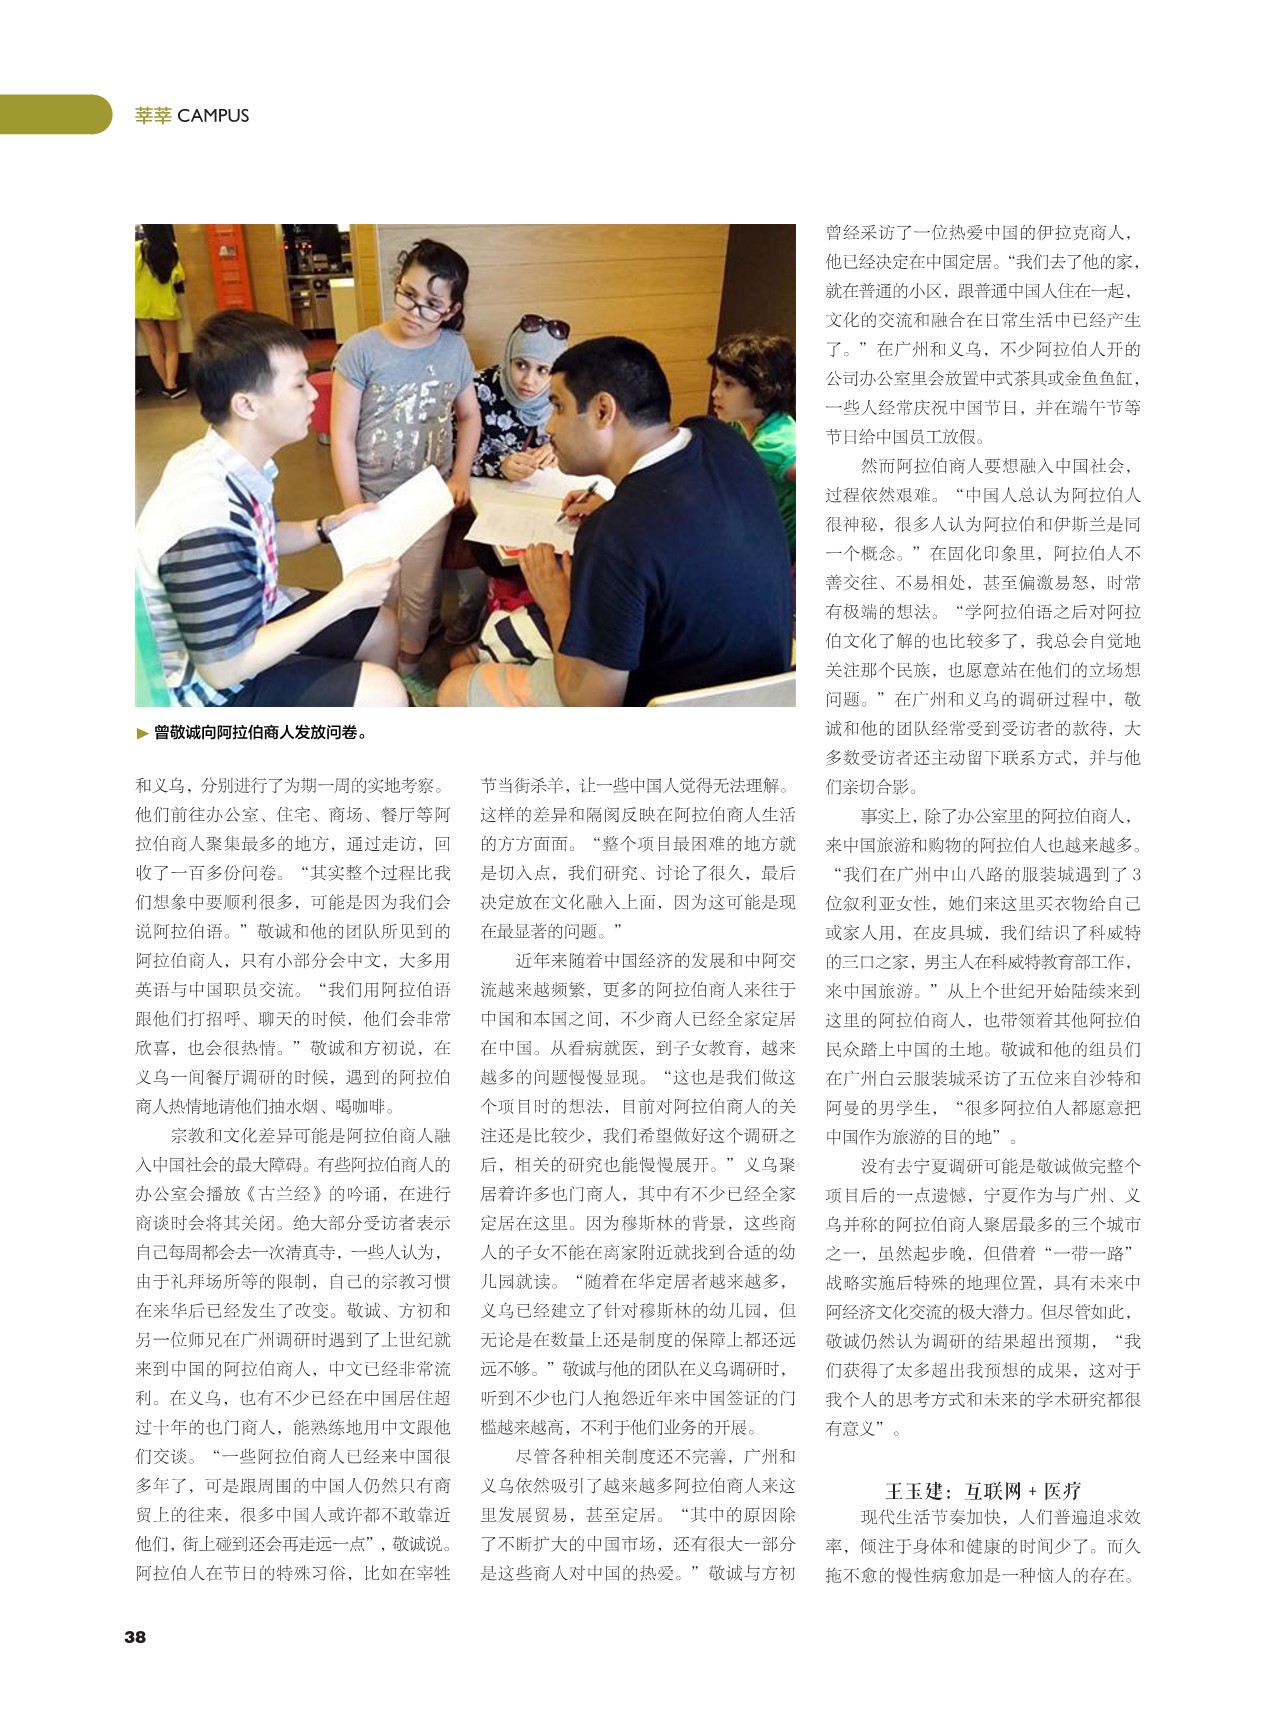 莘莘 CAMPUS
▶ 曾敬诚向阿拉伯商人发放问卷。
和义乌，分别进行了为期一周的实地考察。
他们前往办公室、住宅、商场、餐厅等阿
拉伯商人聚集最多的地方，通过走访，回
收了一百多份问卷。“其实整个过程比我
们想象中要顺利很多，可能是因为我们会
说阿拉伯语。”敬诚和他的团队所见到的
阿拉伯商人，只有小部分会中文，大多用
英语与中国职员交流。“我们用阿拉伯语
跟他们打招呼、聊天的时候，他们会非常
欣喜，也会很热情。”敬诚和方初说，在
义乌一间餐厅调研的时候，遇到的阿拉伯
商人热情地请他们抽水烟、喝咖啡。
宗教和文化差异可能是阿拉伯商人融
入中国社会的最大障碍。有些阿拉伯商人的
办公室会播放《古兰经》的吟诵，在进行
商谈时会将其关闭。绝大部分受访者表示
自己每周都会去一次清真寺，一些人认为，
由于礼拜场所等的限制，自己的宗教习惯
在来华后已经发生了改变。敬诚、方初和
另一位师兄在广州调研时遇到了上世纪就
来到中国的阿拉伯商人，中文已经非常流
利。在义乌，也有不少已经在中国居住超
过十年的也门商人，能熟练地用中文跟他
们交谈。“一些阿拉伯商人已经来中国很
多年了，可是跟周围的中国人仍然只有商
贸上的往来，很多中国人或许都不敢靠近
他们，街上碰到还会再走远一点”，敬诚说。
阿拉伯人在节日的特殊习俗，比如在宰牲
节当街杀羊，让一些中国人觉得无法理解。
这样的差异和隔阂反映在阿拉伯商人生活
的方方面面。“整个项目最困难的地方就
是切入点，我们研究、讨论了很久，最后
决定放在文化融入上面，因为这可能是现
在最显著的问题。”
近年来随着中国经济的发展和中阿交
流越来越频繁，更多的阿拉伯商人来往于
中国和本国之间，不少商人已经全家定居
在中国。从看病就医，到子女教育，越来
越多的问题慢慢显现。“这也是我们做这
个项目时的想法，目前对阿拉伯商人的关
注还是比较少，我们希望做好这个调研之
后，相关的研究也能慢慢展开。”义乌聚
居着许多也门商人，其中有不少已经全家
定居在这里。因为穆斯林的背景，这些商
人的子女不能在离家附近就找到合适的幼
儿园就读。“随着在华定居者越来越多，
义乌已经建立了针对穆斯林的幼儿园，但
无论是在数量上还是制度的保障上都还远
远不够。”敬诚与他的团队在义乌调研时，
听到不少也门人抱怨近年来中国签证的门
槛越来越高，不利于他们业务的开展。
尽管各种相关制度还不完善，广州和
义乌依然吸引了越来越多阿拉伯商人来这
里发展贸易，甚至定居。“其中的原因除
了不断扩大的中国市场，还有很大一部分
是这些商人对中国的热爱。”敬诚与方初
曾经采访了一位热爱中国的伊拉克商人，
他已经决定在中国定居。“我们去了他的家，
就在普通的小区，跟普通中国人住在一起，
文化的交流和融合在日常生活中已经产生
了。”在广州和义乌，不少阿拉伯人开的
公司办公室里会放置中式茶具或金鱼鱼缸，
一些人经常庆祝中国节日，并在端午节等
节日给中国员工放假。
然而阿拉伯商人要想融入中国社会，
过程依然艰难。“中国人总认为阿拉伯人
很神秘，很多人认为阿拉伯和伊斯兰是同
一个概念。”在固化印象里，阿拉伯人不
善交往、不易相处，甚至偏激易怒，时常
有极端的想法。“学阿拉伯语之后对阿拉
伯文化了解的也比较多了，我总会自觉地
关注那个民族，也愿意站在他们的立场想
问题。”在广州和义乌的调研过程中，敬
诚和他的团队经常受到受访者的款待，大
多数受访者还主动留下联系方式，并与他
们亲切合影。
事实上，除了办公室里的阿拉伯商人，
来中国旅游和购物的阿拉伯人也越来越多。
“我们在广州中山八路的服装城遇到了 3
位叙利亚女性，她们来这里买衣物给自己
或家人用，在皮具城，我们结识了科威特
的三口之家，男主人在科威特教育部工作，
来中国旅游。”从上个世纪开始陆续来到
这里的阿拉伯商人，也带领着其他阿拉伯
民众踏上中国的土地。敬诚和他的组员们
在广州白云服装城采访了五位来自沙特和
阿曼的男学生，“很多阿拉伯人都愿意把
中国作为旅游的目的地”。
没有去宁夏调研可能是敬诚做完整个
项目后的一点遗憾，宁夏作为与广州、义
乌并称的阿拉伯商人聚居最多的三个城市
之一，虽然起步晚，但借着“一带一路”
战略实施后特殊的地理位置，具有未来中
阿经济文化交流的极大潜力。但尽管如此，
敬诚仍然认为调研的结果超出预期，“我
们获得了太多超出我预想的成果，这对于
我个人的思考方式和未来的学术研究都很
有意义”。
王玉建：互联网 + 医疗
现代生活节奏加快，人们普遍追求效
率，倾注于身体和健康的时间少了。而久
拖不愈的慢性病愈加是一种恼人的存在。
38